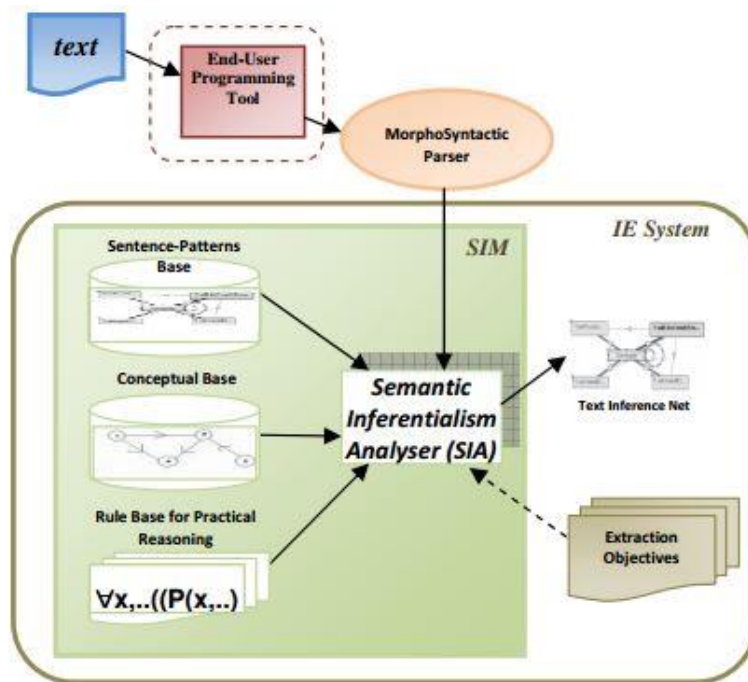 text
End-User
Programming
Tool
MorphoSyntactic
Parser
IE System
SIM
Sentence-Patterns
Base
Conceptual Base
Rule Base for Practical
Reasoning
∀x,..((P(x,..)
Semantic
Inferentialism
Analyser (SIA)
Text Inference Net
Extraction
Objectives